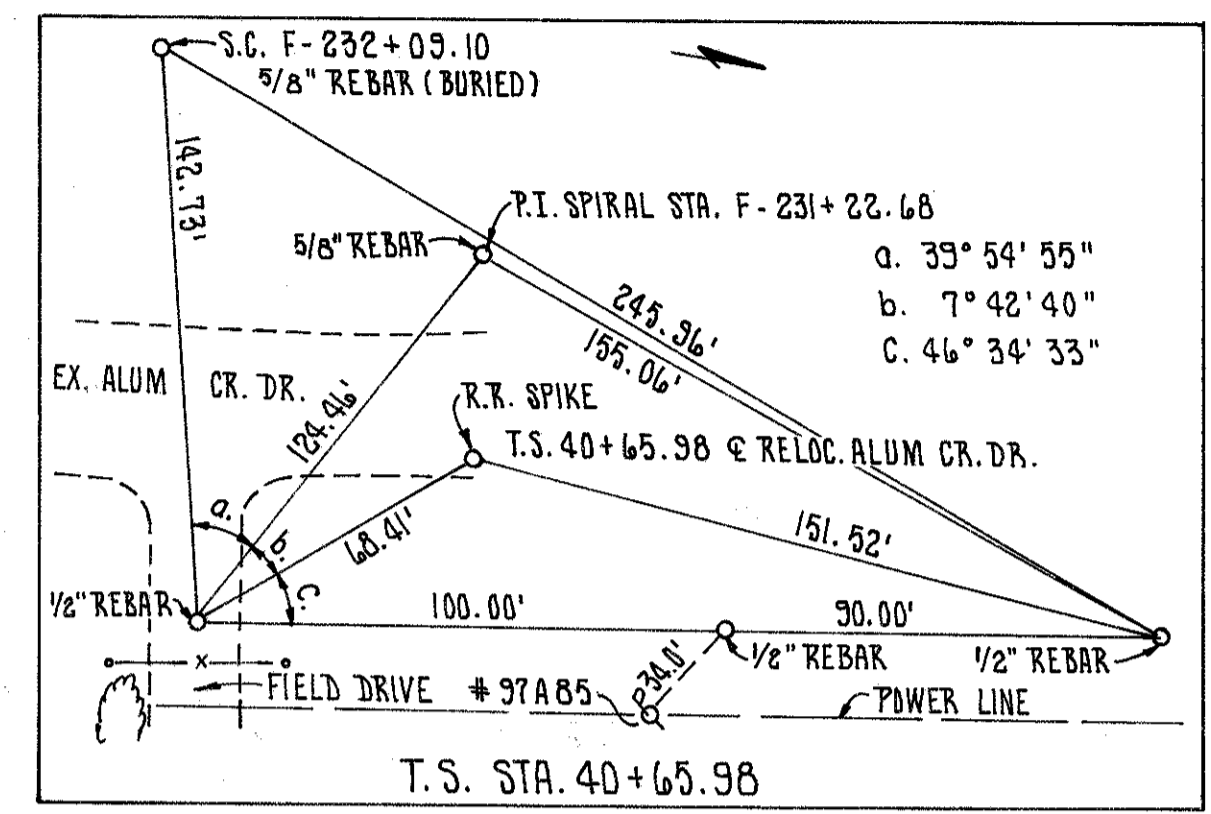 S.C. F-232+09.10
5/8" REBAR (BURIED)
142.73'
P.I. SPIRAL STA. F-231+22.68
5/8" REBAR
a. 39° 54' 55"
b. 7° 42' 40"
C. 46° 34' 33"
245.96'
155.06'
EX. ALUM CR. DR.
124.46'
R.R. SPIKE
T.S. 40+65.98 ℄ RELOC. ALUM CR. DR.
a.
b.
C.
68.41'
151.52'
1/2" REBAR
100.00'
90.00'
1/2" REBAR
1/2" REBAR
x
34.0'
FIELD DRIVE
# 97A85
P
POWER LINE
T.S. STA. 40+65.98